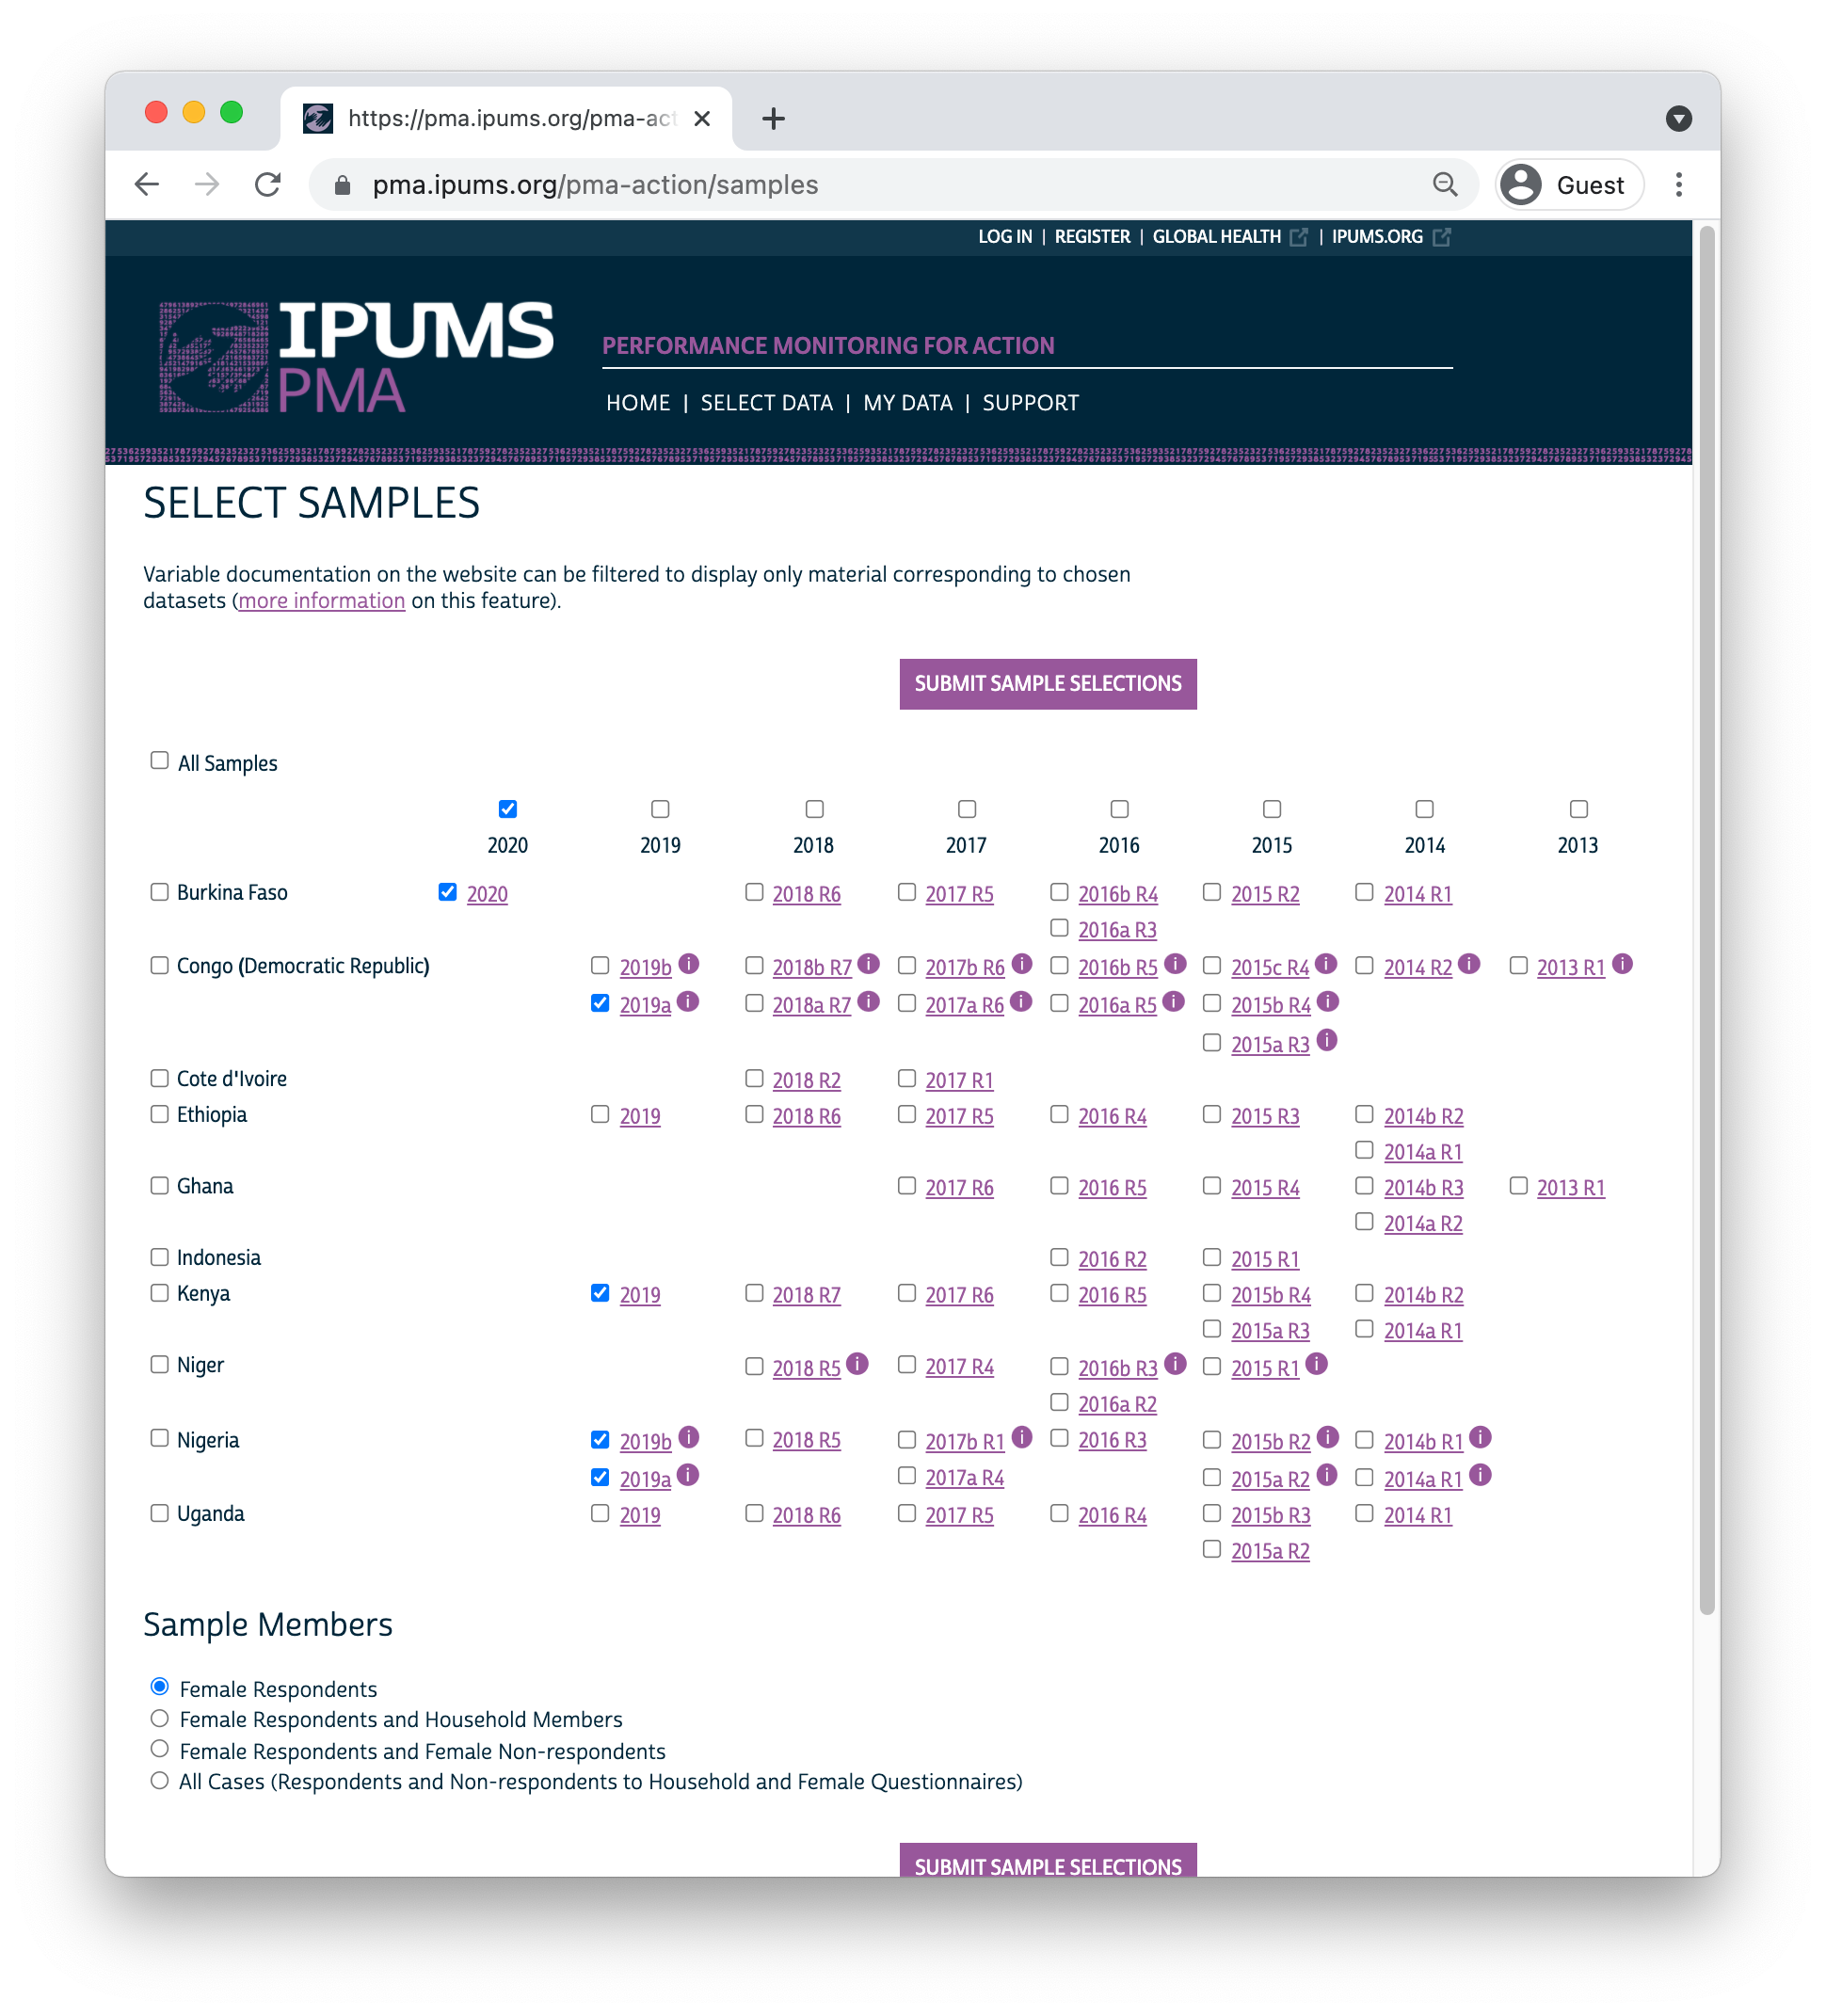 https://pma.ipums.org/pma-act
pma.ipums.org/pma-action/samples
Guest
LOG IN | REGISTER | GLOBAL HEALTH | IPUMS.ORG
IPUMS
PMA
PERFORMANCE MONITORING FOR ACTION
HOME | SELECT DATA | MY DATA | SUPPORT
SELECT SAMPLES
Variable documentation on the website can be filtered to display only material corresponding to chosen
datasets (more information on this feature).
SUBMIT SAMPLE SELECTIONS
All Samples
2020 2019 2018 2017 2016 2015 2014 2013
Burkina Faso 2020 2018 R6 2017 R5 2016b R4 2015 R2 2014 R1
2016a R3
Congo (Democratic Republic) 2019b i 2018b R7 i 2017b R6 i 2016b R5 i 2015c R4 i 2014 R2 i 2013 R1 i
2019a i 2018a R7 i 2017a R6 i 2016a R5 i 2015b R4 i
2015a R3 i
Cote d'Ivoire 2018 R2 2017 R1
Ethiopia 2019 2018 R6 2017 R5 2016 R4 2015 R3 2014b R2
2014a R1
Ghana 2017 R6 2016 R5 2015 R4 2014b R3 2013 R1
2014a R2
Indonesia 2016 R2 2015 R1
Kenya 2019 2018 R7 2017 R6 2016 R5 2015b R4 2014b R2
2015a R3 2014a R1
Niger 2018 R5 i 2017 R4 2016b R3 i 2015 R1 i
2016a R2
Nigeria 2019b i 2018 R5 2017b R1 i 2016 R3 2015b R2 i 2014b R1 i
2019a i 2017a R4 2015a R2 i 2014a R1 i
Uganda 2019 2018 R6 2017 R5 2016 R4 2015b R3 2014 R1
2015a R2
Sample Members
Female Respondents
Female Respondents and Household Members
Female Respondents and Female Non-respondents
All Cases (Respondents and Non-respondents to Household and Female Questionnaires)
SUBMIT SAMPLE SELECTIONS